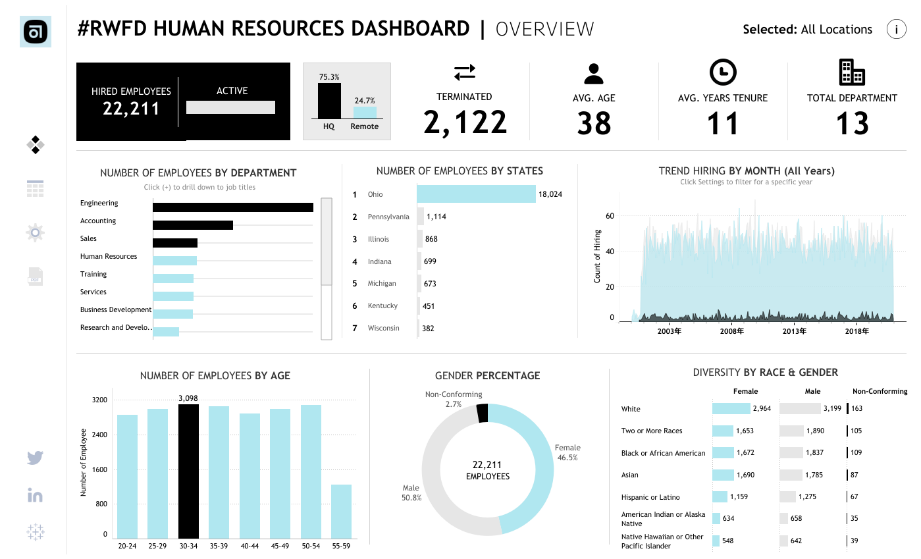 #RWFD HUMAN RESOURCES DASHBOARD | OVERVIEW
Selected: All Locations
i
HIRED EMPLOYEES
22,211
ACTIVE
75.3%
24.7%
HQ Remote
TERMINATED
2,122
AVG. AGE
38
AVG. YEARS TENURE
11
TOTAL DEPARTMENT
13
NUMBER OF EMPLOYEES BY DEPARTMENT
Click (+) to drill down to job titles
Engineering
Accounting
Sales
Human Resources
Training
Services
Business Development
Research and Develo..
NUMBER OF EMPLOYEES BY STATES
1 Ohio 18,024
2 Pennsylvania 1,114
3 Illinois 868
4 Indiana 699
5 Michigan 673
6 Kentucky 451
7 Wisconsin 382
TREND HIRING BY MONTH (All Years)
Click Settings to filter for a specific year
Count of Hiring
60
40
20
0
2003年 2008年 2013年 2018年
NUMBER OF EMPLOYEES BY AGE
Number of Employee
3200
2400
1600
800
0
3,098
20-24 25-29 30-34 35-39 40-44 45-49 50-54 55-59
GENDER PERCENTAGE
Non-Conforming
2.7%
Female
46.5%
22,211
EMPLOYEES
Male
50.8%
DIVERSITY BY RACE & GENDER
Female Male Non-Conforming
White 2,964 3,199 163
Two or More Races 1,653 1,890 105
Black or African American 1,672 1,837 109
Asian 1,690 1,785 87
Hispanic or Latino 1,159 1,275 67
American Indian or Alaska
Native 634 658 35
Native Hawaiian or Other
Pacific Islander 548 642 39